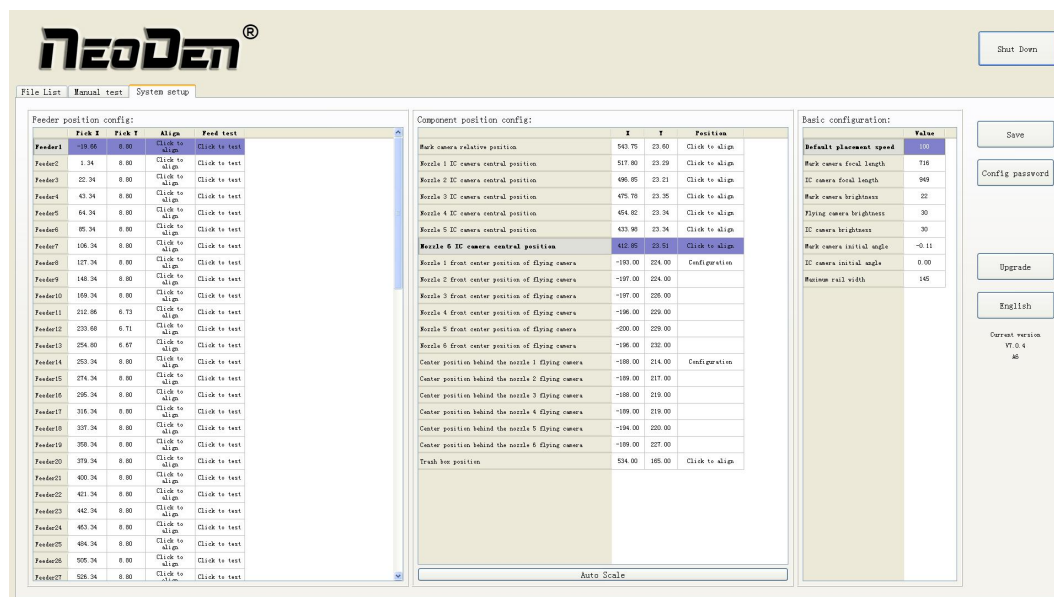 NeoDen®
Shut Down
File List Manual test System setup
Feeder position config:
Pick X Pick Y Align Feed test
Feeder1 -19.66 8.80 Click to align Click to test
Feeder2 1.34 8.80 Click to align Click to test
Feeder3 22.34 8.80 Click to align Click to test
Feeder4 43.34 8.80 Click to align Click to test
Feeder5 64.34 8.80 Click to align Click to test
Feeder6 85.34 8.80 Click to align Click to test
Feeder7 106.34 8.80 Click to align Click to test
Feeder8 127.34 8.80 Click to align Click to test
Feeder9 148.34 8.80 Click to align Click to test
Feeder10 169.34 8.80 Click to align Click to test
Feeder11 212.86 6.73 Click to align Click to test
Feeder12 233.68 6.71 Click to align Click to test
Feeder13 254.80 6.67 Click to align Click to test
Feeder14 253.34 8.80 Click to align Click to test
Feeder15 274.34 8.80 Click to align Click to test
Feeder16 295.34 8.80 Click to align Click to test
Feeder17 316.34 8.80 Click to align Click to test
Feeder18 337.34 8.80 Click to align Click to test
Feeder19 358.34 8.80 Click to align Click to test
Feeder20 379.34 8.80 Click to align Click to test
Feeder21 400.34 8.80 Click to align Click to test
Feeder22 421.34 8.80 Click to align Click to test
Feeder23 442.34 8.80 Click to align Click to test
Feeder24 463.34 8.80 Click to align Click to test
Feeder25 484.34 8.80 Click to align Click to test
Feeder26 505.34 8.80 Click to align Click to test
Feeder27 526.34 8.80 Click to align Click to test
Component position config:
X Y Position
Mark camera relative position 543.75 23.60 Click to align
Nozzle 1 IC camera central position 517.80 23.29 Click to align
Nozzle 2 IC camera central position 496.85 23.21 Click to align
Nozzle 3 IC camera central position 475.78 23.35 Click to align
Nozzle 4 IC camera central position 454.82 23.34 Click to align
Nozzle 5 IC camera central position 433.98 23.34 Click to align
Nozzle 6 IC camera central position 412.85 23.51 Click to align
Nozzle 1 front center position of flying camera -193.00 224.00 Configuration
Nozzle 2 front center position of flying camera -197.00 224.00
Nozzle 3 front center position of flying camera -197.00 226.00
Nozzle 4 front center position of flying camera -196.00 229.00
Nozzle 5 front center position of flying camera -200.00 229.00
Nozzle 6 front center position of flying camera -196.00 232.00
Center position behind the nozzle 1 flying camera -188.00 214.00 Configuration
Center position behind the nozzle 2 flying camera -189.00 217.00
Center position behind the nozzle 3 flying camera -188.00 219.00
Center position behind the nozzle 4 flying camera -189.00 219.00
Center position behind the nozzle 5 flying camera -194.00 220.00
Center position behind the nozzle 6 flying camera -189.00 227.00
Trash box position 534.00 165.00 Click to align
Auto Scale
Basic configuration:
Value
Default placement speed 100
Mark camera focal length 716
IC camera focal length 949
Mark camera brightness 22
Flying camera brightness 30
IC camera brightness 30
Mark camera initial angle -0.11
IC camera initial angle 0.00
Maximum rail width 145
Save
Config password
Upgrade
English
Current version
V7.0.4
A6